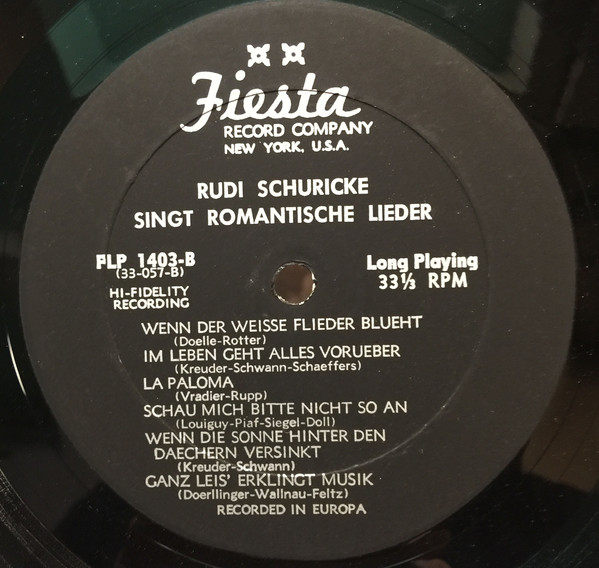 Fiesta
RECORD COMPANY
NEW YORK, U.S.A.
RUDI SCHURICKE
SINGT ROMANTISCHE LIEDER
FLP 1403-B
(33-057-B)
HI-FIDELITY
RECORDING
Long Playing
33⅓ RPM
WENN DER WEISSE FLIEDER BLUEHT
(Doelle-Rotter)
IM LEBEN GEHT ALLES VORUEBER
(Kreuder-Schwann-Schaeffers)
LA PALOMA
(Vradier-Rupp)
SCHAU MICH BITTE NICHT SO AN
(Louiguy-Piaf-Siegel-Doll)
WENN DIE SONNE HINTER DEN
DAECHERN VERSINKT
(Kreuder-Schwann)
GANZ LEIS' ERKLINGT MUSIK
(Doerllinger-Wallnau-Feltz)
RECORDED IN EUROPA